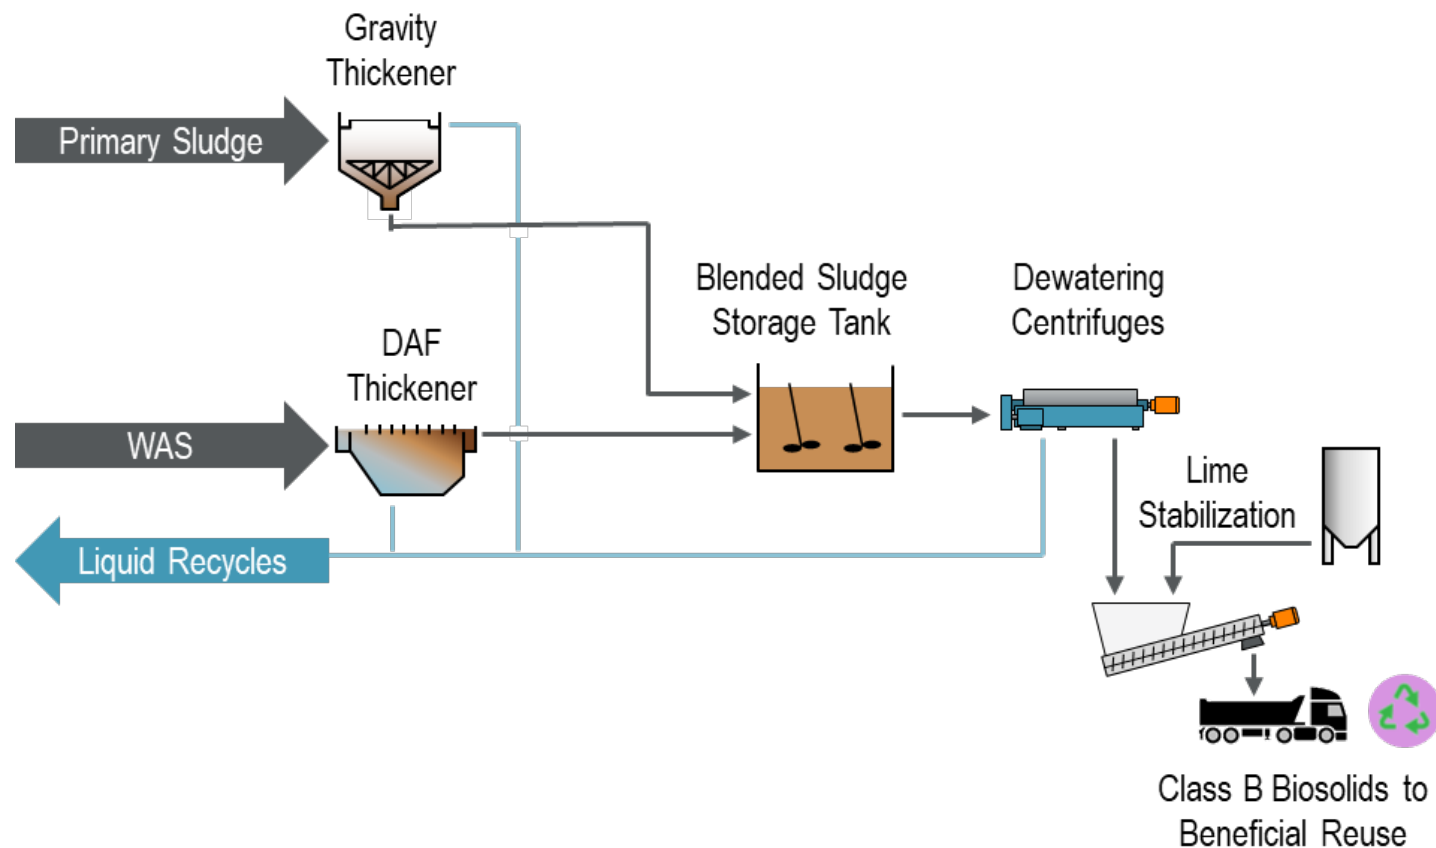 Gravity
Thickener
Primary Sludge
Blended Sludge
Storage Tank
Dewatering
Centrifuges
DAF
Thickener
WAS
Lime
Stabilization
Liquid Recycles
Class B Biosolids to
Beneficial Reuse